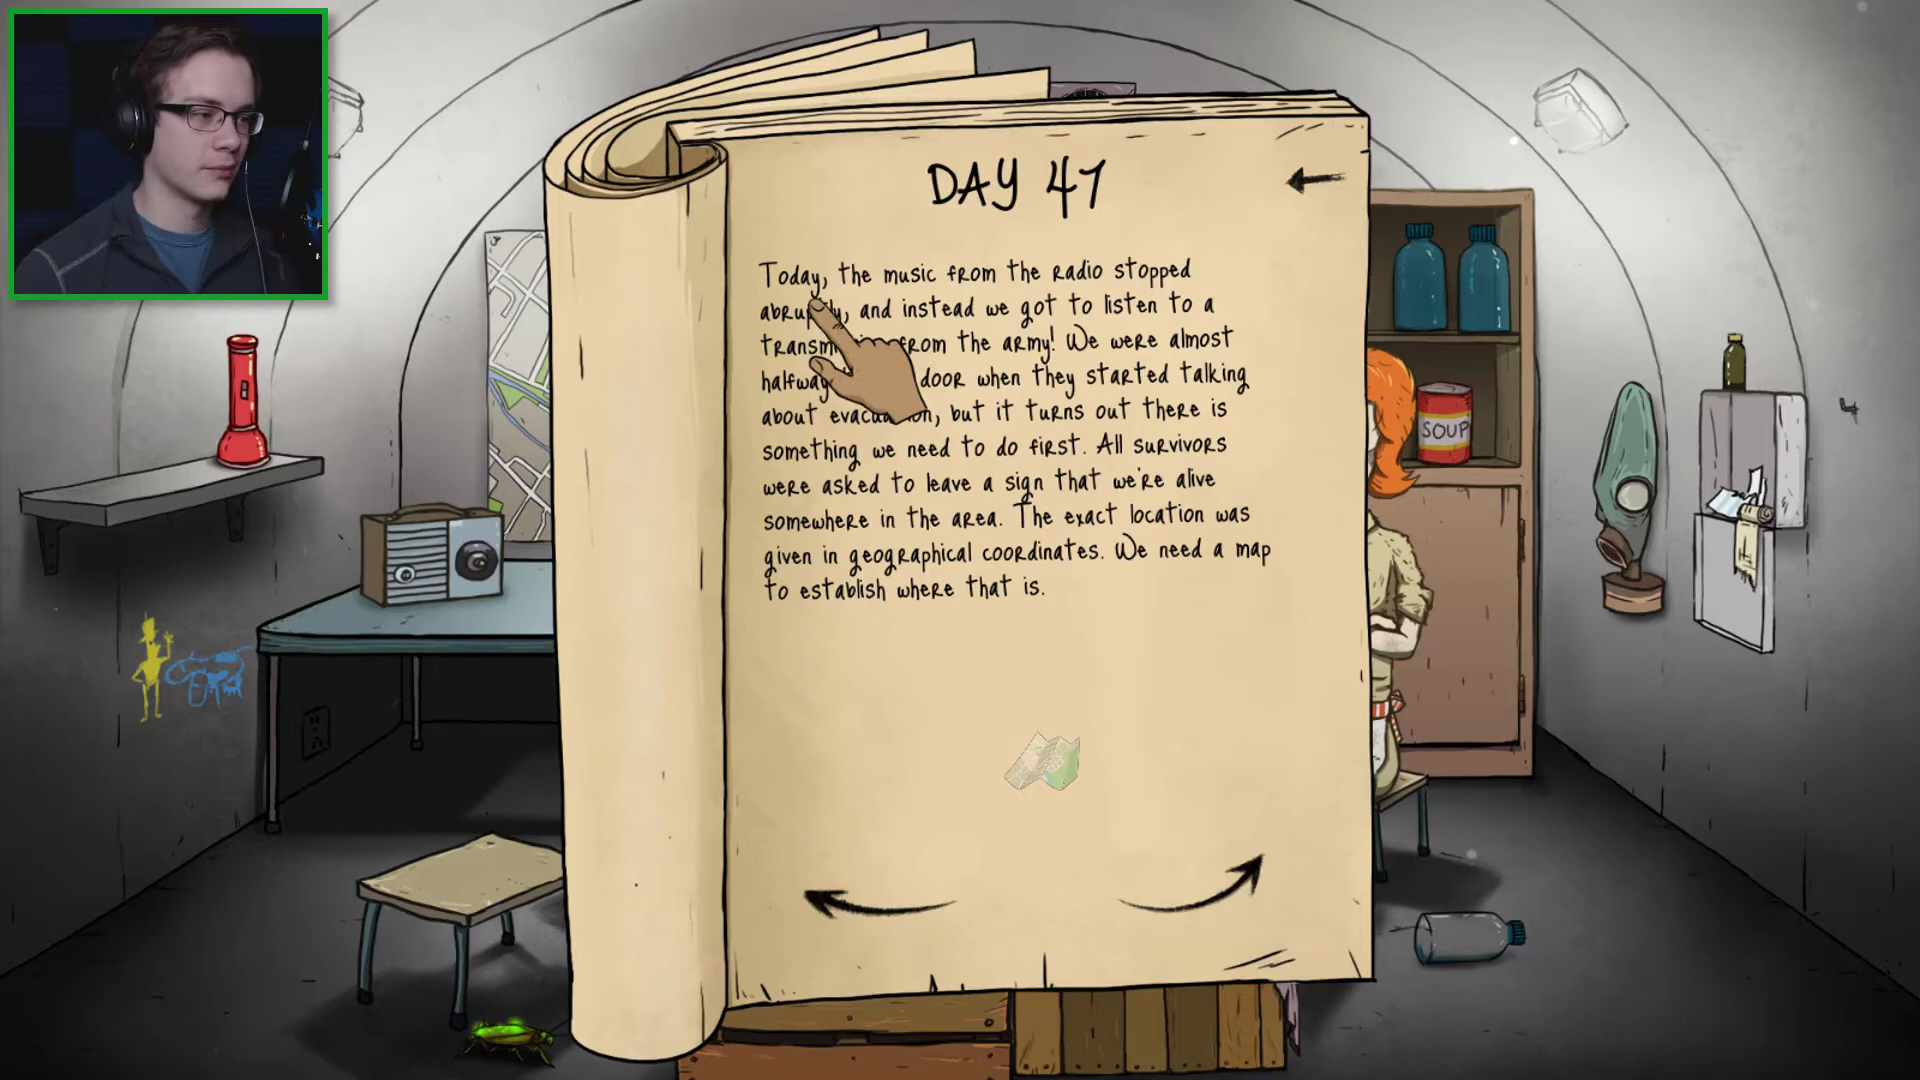 DAY 47
Today, the music from the radio stopped
and instead we got to listen to a
from the army! We were almost
door when they started talking
about but it turns out there is
something we need to do first. All survivors
were asked to leave a sign that we're alive
somewhere in the area. The exact location was
given in geographical coordinates. We need a map
to establish where that is.
SOUP